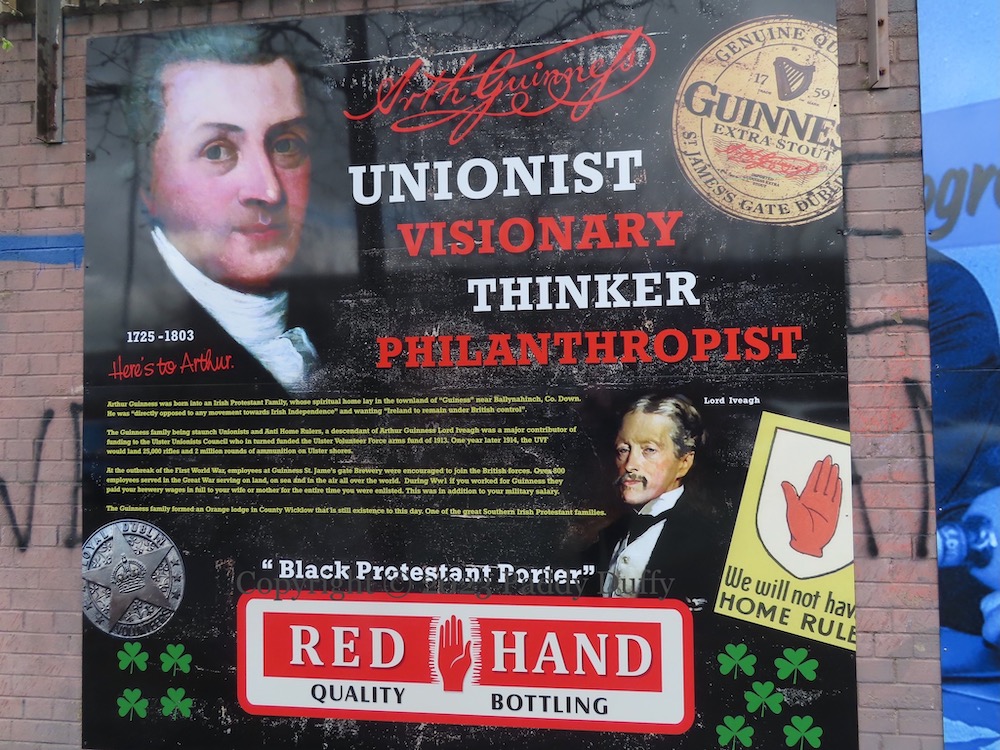 Arth Guinness
GENUINE QU
17 59
TRADE MARK
GUINNES
EXTRA STOUT
ST. JAMES'S GATE DUBLIN
UNIONIST
VISIONARY
THINKER
PHILANTHROPIST
1725 -1803
Here's to Arthur.
Arthur Guinness was born into an Irish Protestant Family, whose spiritual home lay in the townland of "Guiness" near Ballynahinch, Co. Down.
He was "directly opposed to any movement towards Irish Independence" and wanting "Ireland to remain under British control".
The Guinness family being staunch Unionists and Anti Home Rulers, a descendant of Arthur Guinness Lord Iveagh was a major contributor of
funding to the Ulster Unionists Council who in turned funded the Ulster Volunteer Force arms fund of 1913. One year later 1914, the UVF
would land 25,000 rifles and 2 million rounds of ammunition on Ulster shores.
At the outbreak of the First World War, employees at Guinness St. Jame's gate Brewery were encouraged to join the British forces. Over 800
employees served in the Great War serving on land, on sea and in the air all over the world. During Ww1 if you worked for Guinness they
paid your brewery wages in full to your wife or mother for the entire time you were enlisted. This was in addition to your military salary.
The Guinness family formed an Orange lodge in County Wicklow that is still existence to this day. One of the great Southern Irish Protestant families.
Lord Iveagh
We will not hav
HOME RULE
ROYAL DUBLIN
"Black Protestant Porter"
Copyright © 2023 Paddy Duffy
RED HAND
QUALITY BOTTLING
ogr